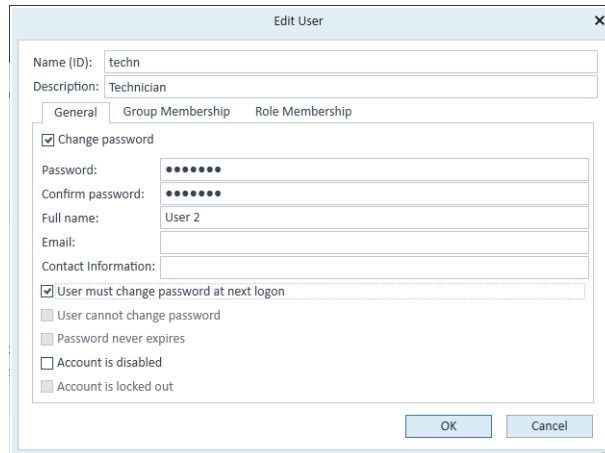 Edit User
Name (ID): techn
Description: Technician
General Group Membership Role Membership
Change password
Password: ●●●●●●●
Confirm password: ●●●●●●●
Full name: User 2
Email:
Contact Information:
User must change password at next logon
User cannot change password
Password never expires
Account is disabled
Account is locked out
OK Cancel